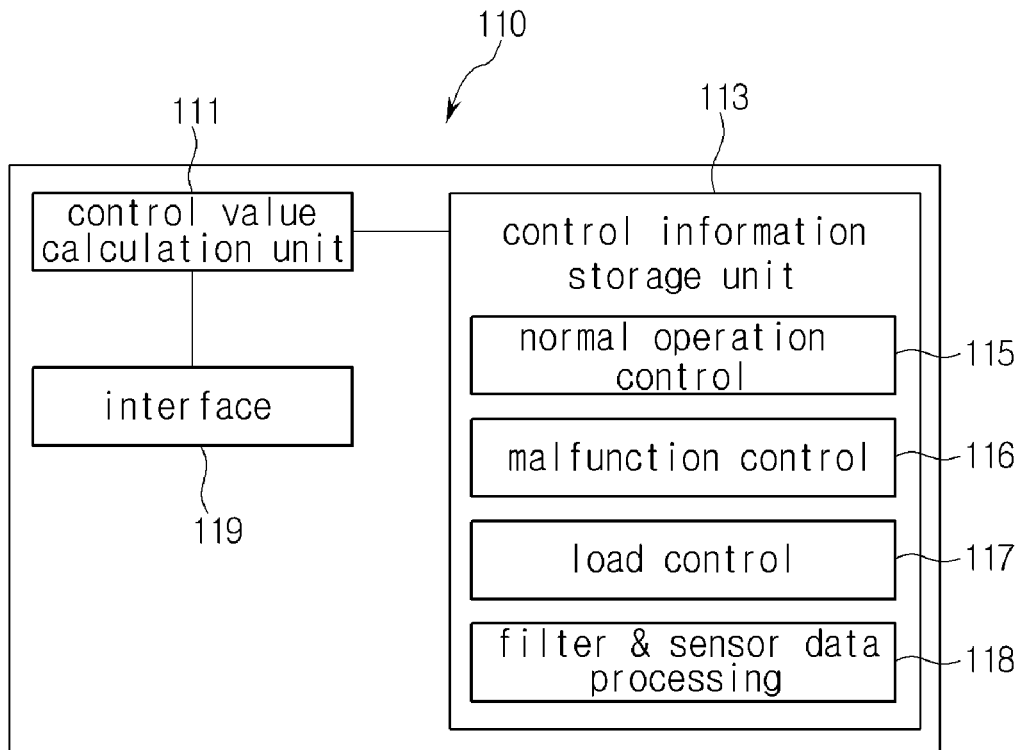 110
111
113
control value
calculation unit
control information
storage unit
normal operation
control
115
interface
malfunction control
116
119
load control
117
filter & sensor data
processing
118